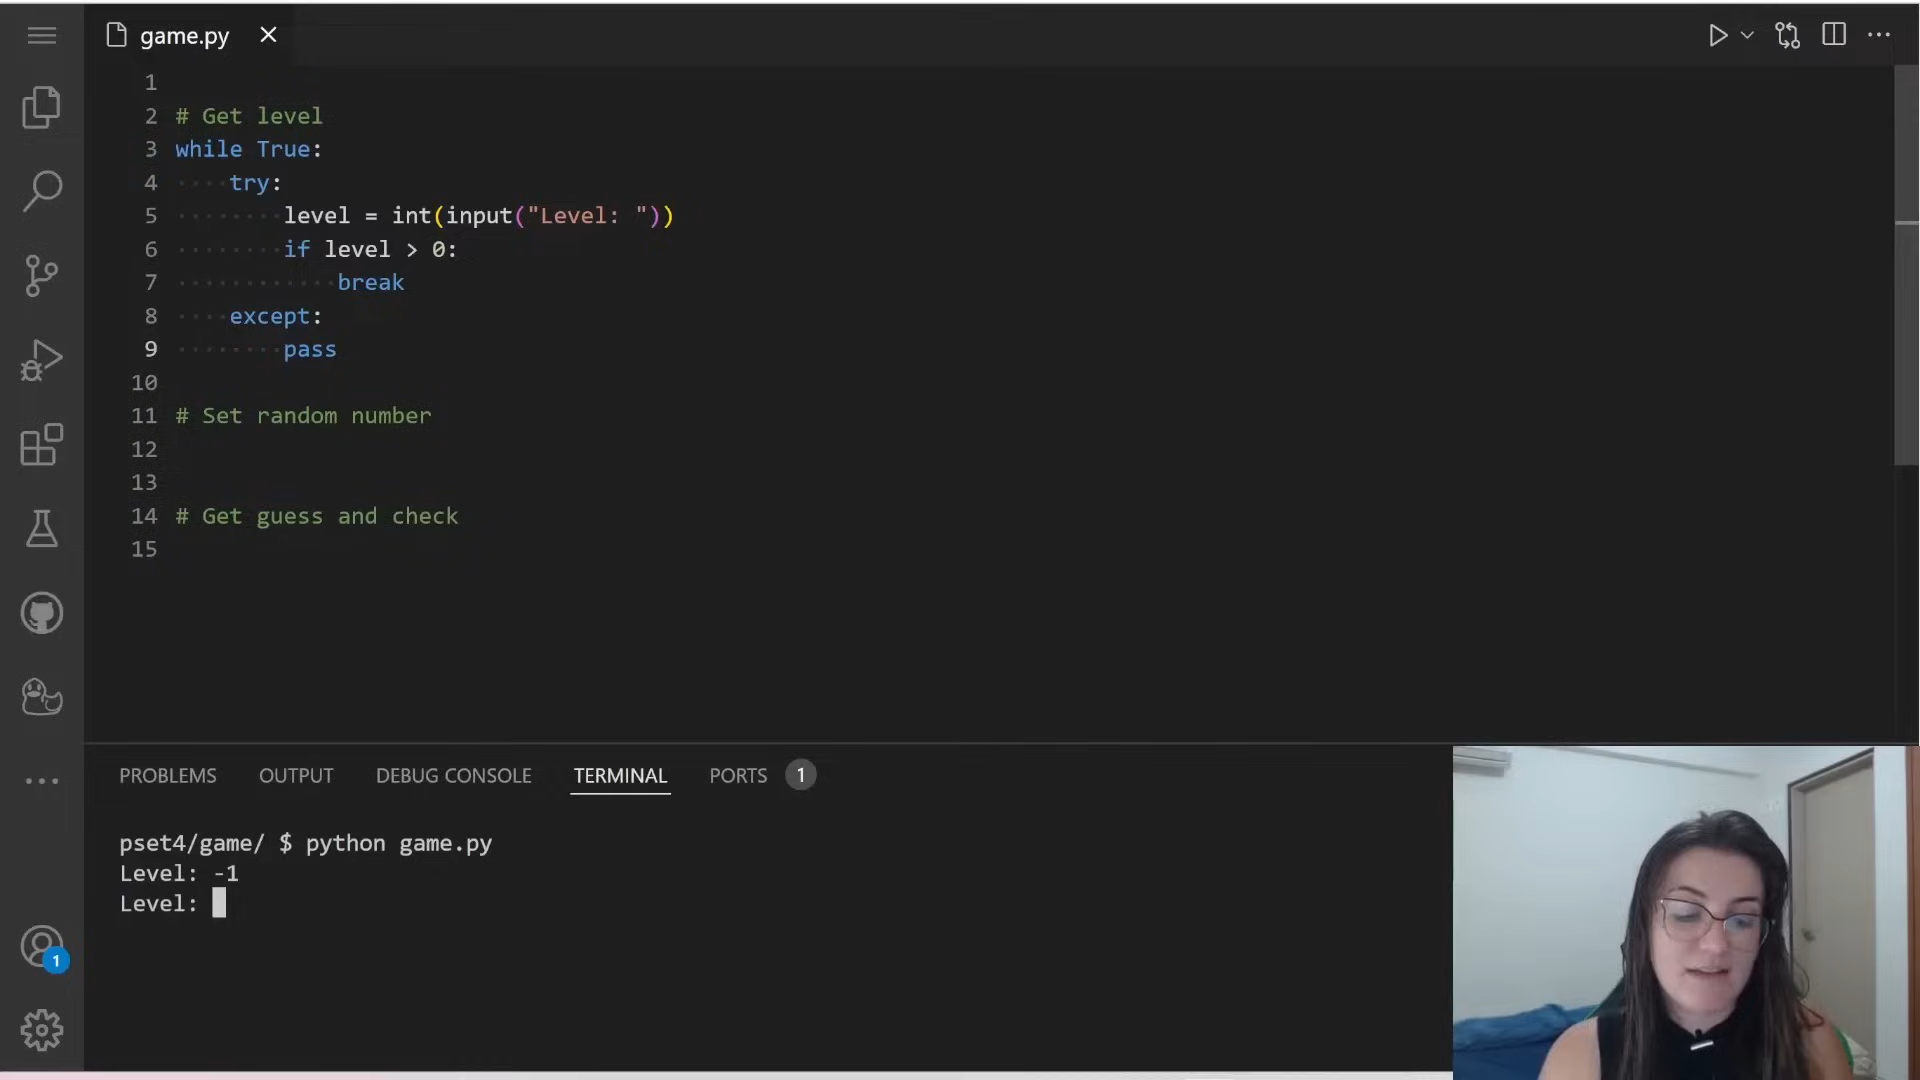 game.py
1
2 # Get level
3 while True:
4 try:
5 level = int(input("Level: "))
6 if level > 0:
7 break
8 except:
9 pass
10
11 # Set random number
12
13
14 # Get guess and check
15
PROBLEMS OUTPUT DEBUG CONSOLE TERMINAL PORTS 1
pset4/game/ $ python game.py
Level: -1
Level:
1